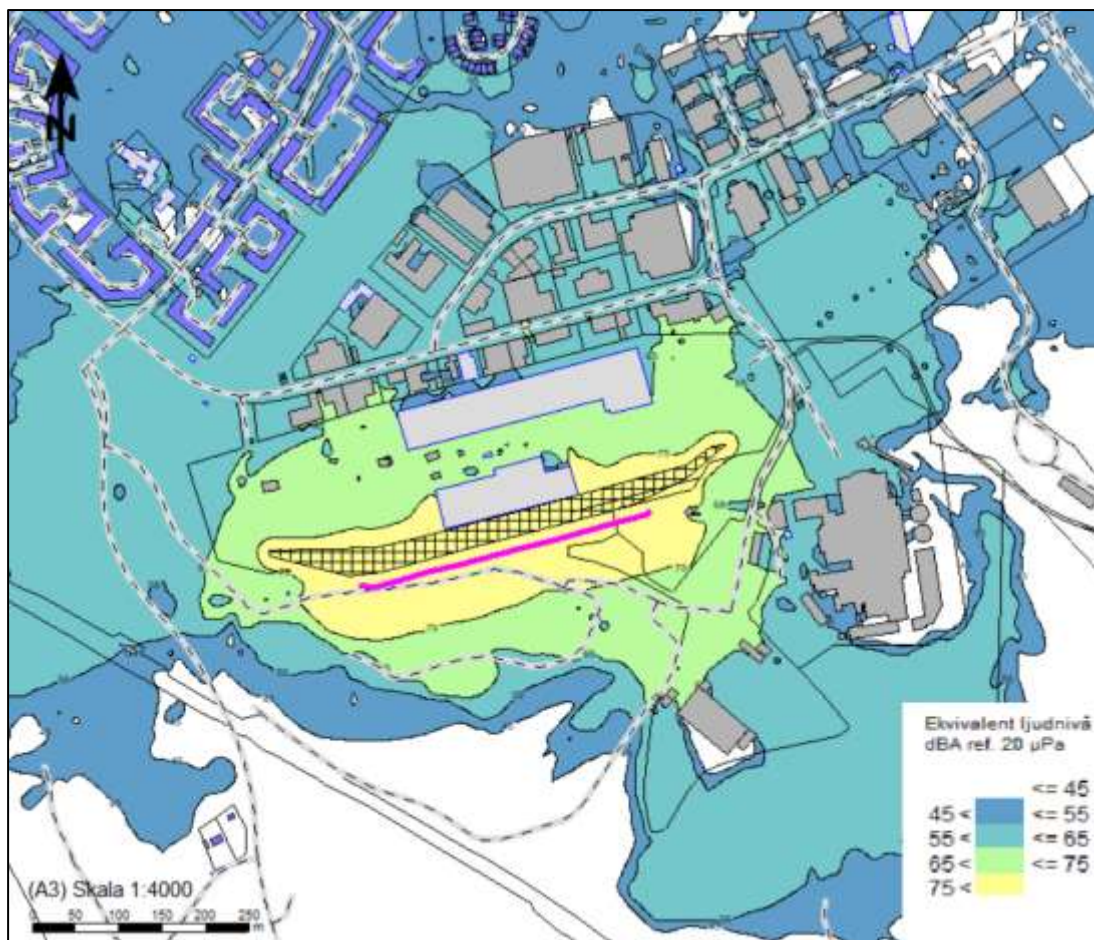 N
Ekvivalent ljudnivå
dBA ref. 20 µPa
<= 45
45 < <= 55
55 < <= 65
65 < <= 75
75 <
(A3) Skala 1:4000
0 50 100 150 200 250
m